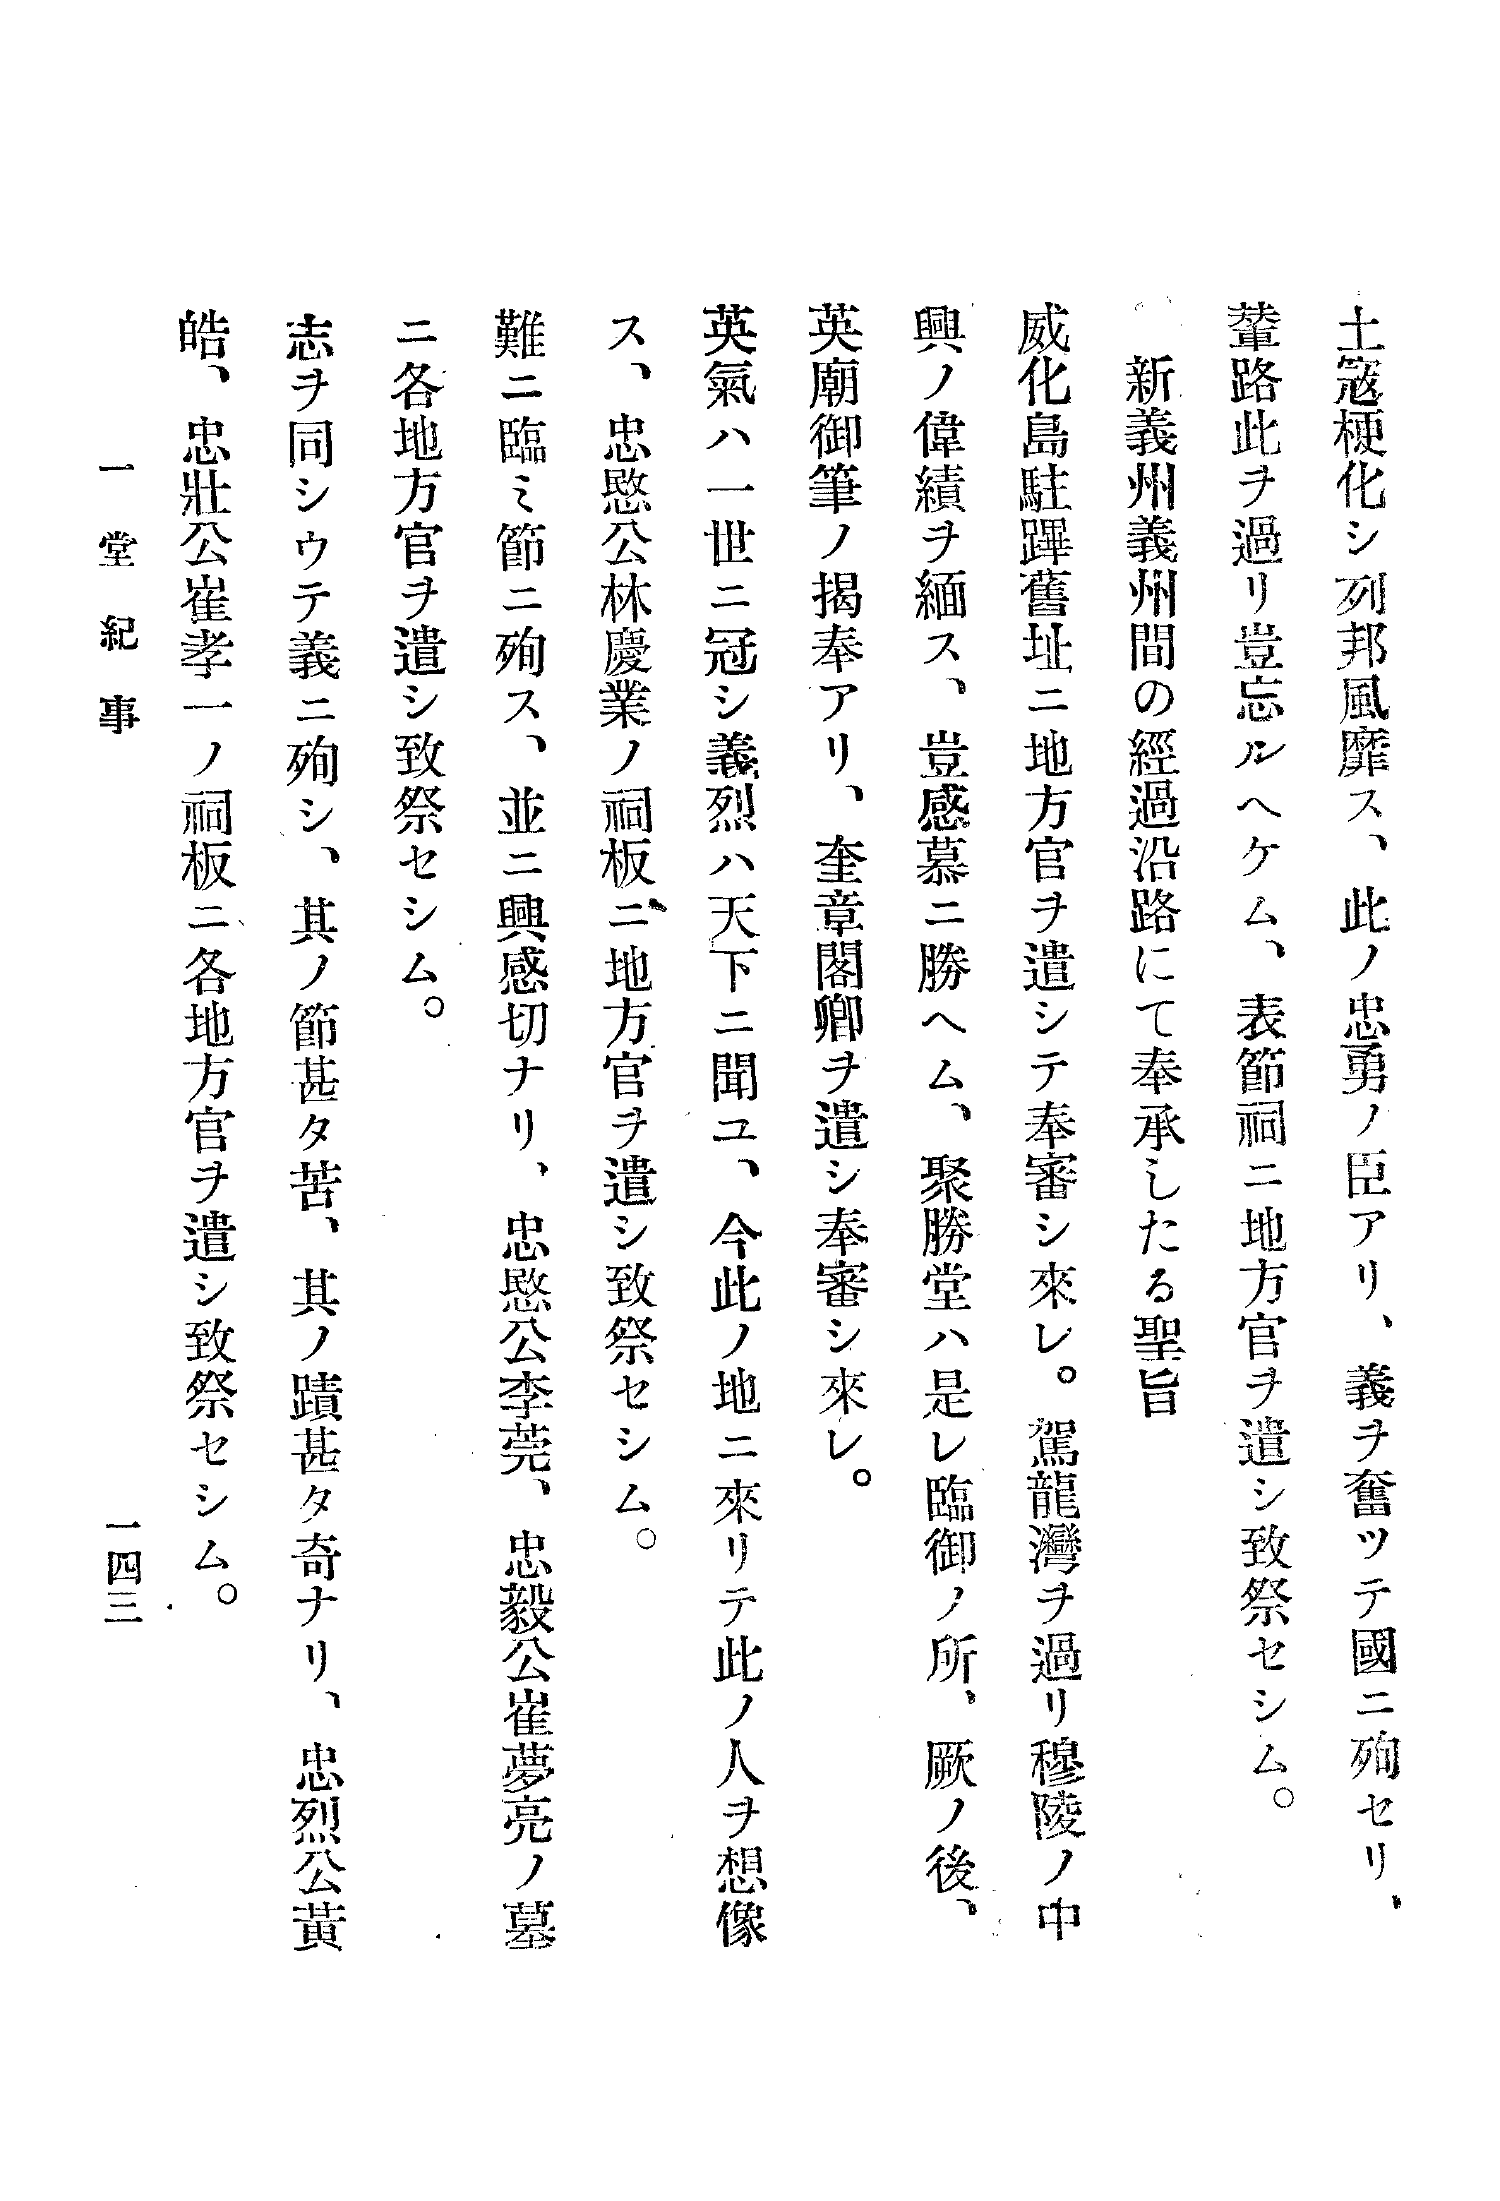 土寇梗化シ列邦風靡ス、此ノ忠勇ノ臣アリ、義ヲ奮ツテ國ニ殉セリ、
輦路此ヲ過リ豈忘ルヘケム、表節祠ニ地方官ヲ遣シ致祭セシム。
新義州義州間の經過沿路にて奉承したる聖旨
威化島駐蹕舊址ニ地方官ヲ遣シテ奉審シ來レ。駕龍灣ヲ過リ穆陵ノ中
興ノ偉績ヲ緬ス、豈感慕ニ勝ヘム、聚勝堂ハ是レ臨御ノ所、厥ノ後、
英廟御筆ノ揭奉アリ、奎章閣卿ヲ遣シ奉審シ來レ。
英氣ハ一世ニ冠シ義烈ハ天下ニ聞ユ、今此ノ地ニ來リテ此ノ人ヲ想像
ス、忠愍公林慶業ノ祠板ニ地方官ヲ遣シ致祭セシム。
難ニ臨ミ節ニ殉ス、並ニ興感切ナリ、忠愍公李莞、忠毅公崔夢亮ノ墓
ニ各地方官ヲ遣シ致祭セシム。
志ヲ同シウテ義ニ殉シ、其ノ節甚タ苦、其ノ蹟甚タ奇ナリ、忠烈公黃
皓、忠壯公崔孝一ノ祠板ニ各地方官ヲ遣シ致祭セシム。
一堂紀事
一四三